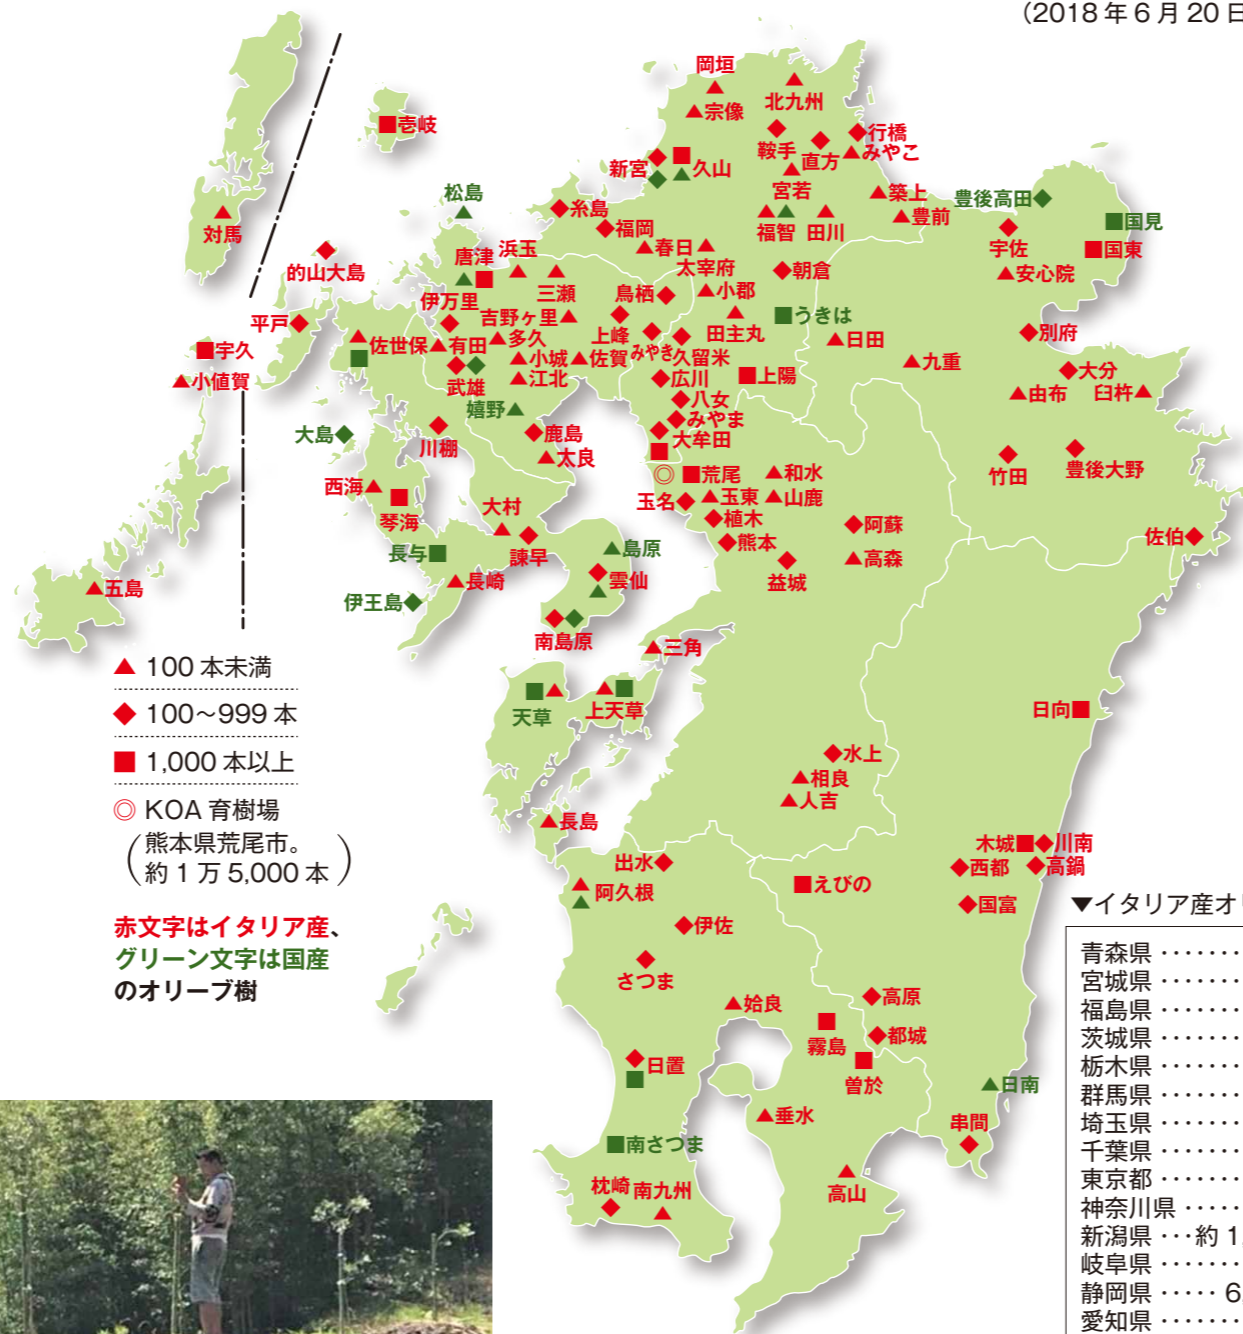 (2018年6月20日
岡垣
北九州
宗像
壱岐
行橋
みやこ
鞍手
直方
新宮
久山
宮若
松島
築上
豊後高田
糸島
豊前
国見
対馬
福岡
福智
田川
宇佐
国東
唐津
浜玉
春日
太宰府
的山大島
朝倉
安心院
伊万里
三瀬
鳥栖
小郡
吉野ヶ里
うきは
平戸
上峰
田主丸
別府
宇久
佐世保
有田
多久
みやき
久留米
日田
小値賀
小城
佐賀
九重
大分
武雄
江北
広川
上陽
由布
臼杵
嬉野
八女
みやま
大島
川棚
鹿島
大牟田
太良
竹田
豊後大野
荒尾
和水
西海
琴海
大村
玉名
玉東
山鹿
植木
阿蘇
佐伯
長与
諫早
島原
熊本
益城
高森
五島
長崎
雲仙
伊王島
南島原
三角
▲ 100本未満
◆ 100〜999本
■ 1,000本以上
◎ KOA育樹場
(熊本県荒尾市。
約1万5,000本)
赤文字はイタリア産、
グリーン文字は国産
のオリーブ樹
天草
上天草
日向
水上
相良
人吉
長島
木城
川南
出水
西都
高鍋
阿久根
えびの
国富
伊佐
さつま
高原
姶良
霧島
都城
日置
曽於
日南
垂水
串間
南さつま
枕崎
南九州
高山
▼イタリア産オリ
青森県 ・・・・・・・
宮城県 ・・・・・・・
福島県 ・・・・・・・
茨城県 ・・・・・・・
栃木県 ・・・・・・・
群馬県 ・・・・・・・
埼玉県 ・・・・・・・
千葉県 ・・・・・・・
東京都 ・・・・・・・
神奈川県 ・・・・・
新潟県 ・・・約1,
岐阜県 ・・・・・・・
静岡県 ・・・・・6,
愛知県 ・・・・・・・